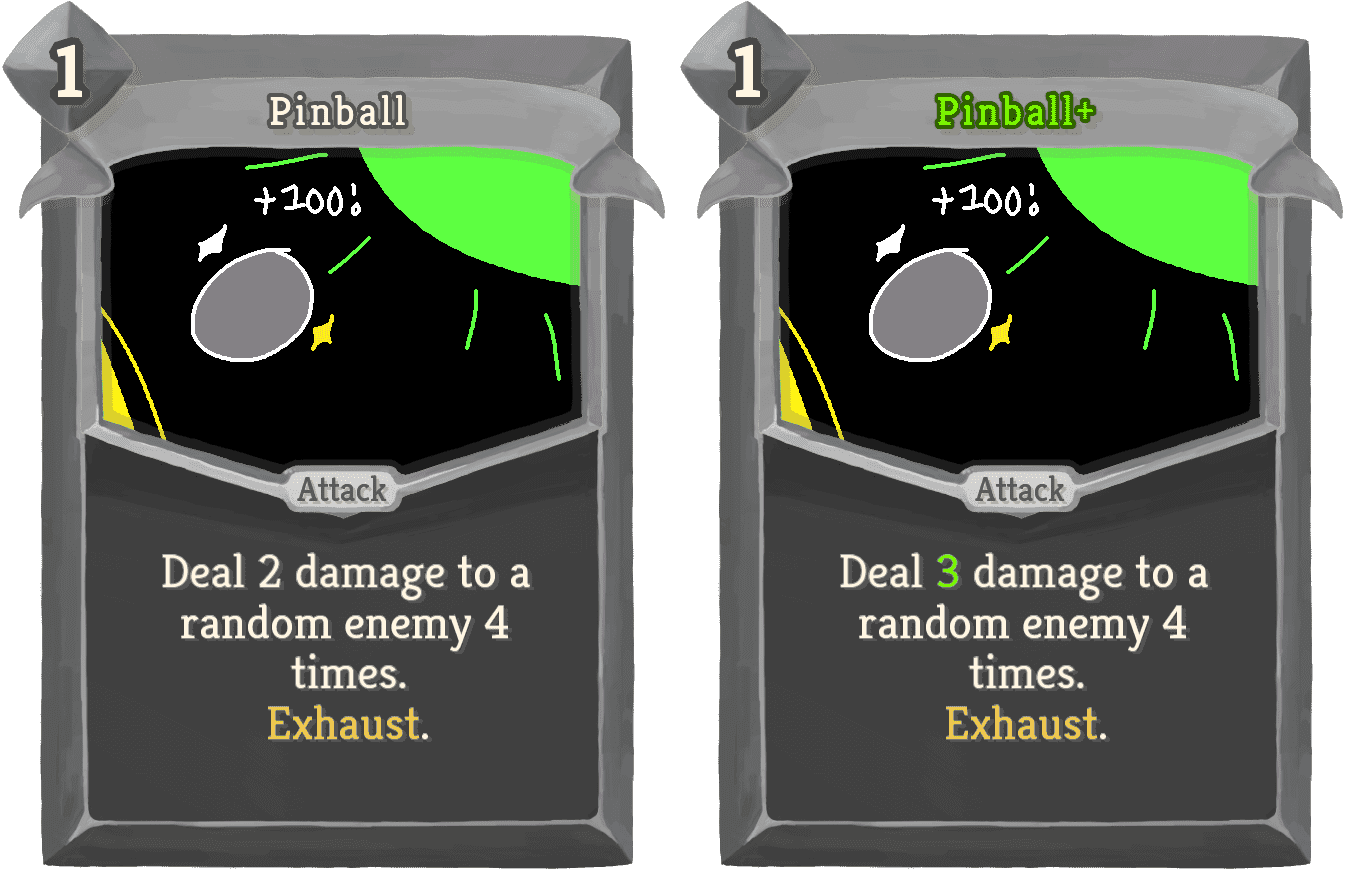 1
Pinball
+100!
Attack
Deal 2 damage to a
random enemy 4
times.
Exhaust.
1
Pinball+
+100!
Attack
Deal 3 damage to a
random enemy 4
times.
Exhaust.